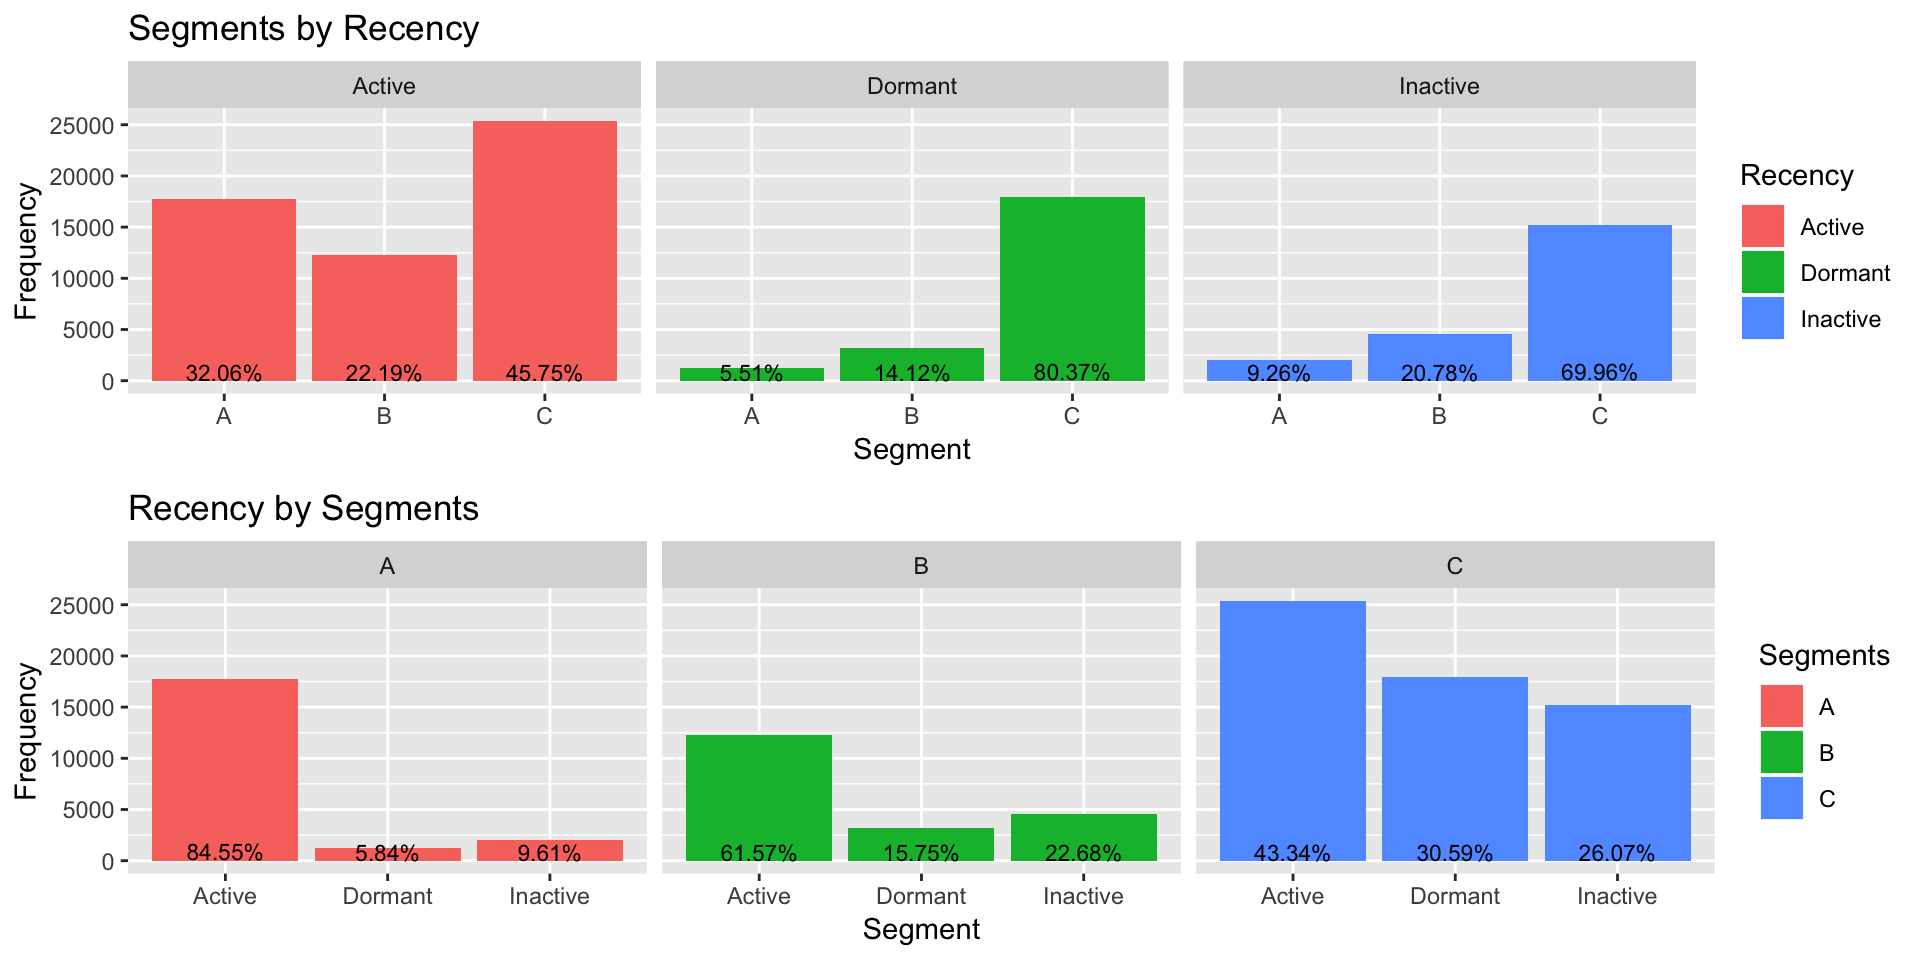 Segments by Recency
Active
Dormant
Inactive
Frequency
25000
20000
15000
10000
5000
0
32.06%
22.19%
45.75%
5.51%
14.12%
80.37%
9.26%
20.78%
69.96%
A
B
C
A
B
C
A
B
C
Segment
Recency
Active
Dormant
Inactive
Recency by Segments
A
B
C
Frequency
25000
20000
15000
10000
5000
0
84.55%
5.84%
9.61%
61.57%
15.75%
22.68%
43.34%
30.59%
26.07%
Active
Dormant
Inactive
Active
Dormant
Inactive
Active
Dormant
Inactive
Segment
Segments
A
B
C